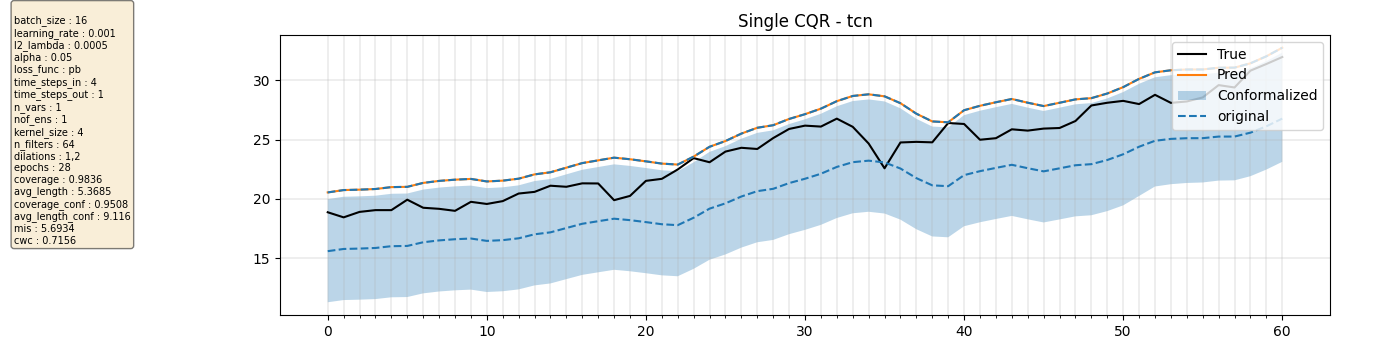 batch_size : 16
learning_rate : 0.001
l2_lambda : 0.0005
alpha : 0.05
loss_func : pb
time_steps_in : 4
time_steps_out : 1
n_vars : 1
nof_ens : 1
kernel_size : 4
n_filters : 64
dilations : 1,2
epochs : 28
coverage : 0.9836
avg_length : 5.3685
coverage_conf : 0.9508
avg_length_conf : 9.116
mis : 5.6934
cwc : 0.7156
Single CQR - tcn
True
Pred
Conformalized
original
30
25
20
15
0 10 20 30 40 50 60